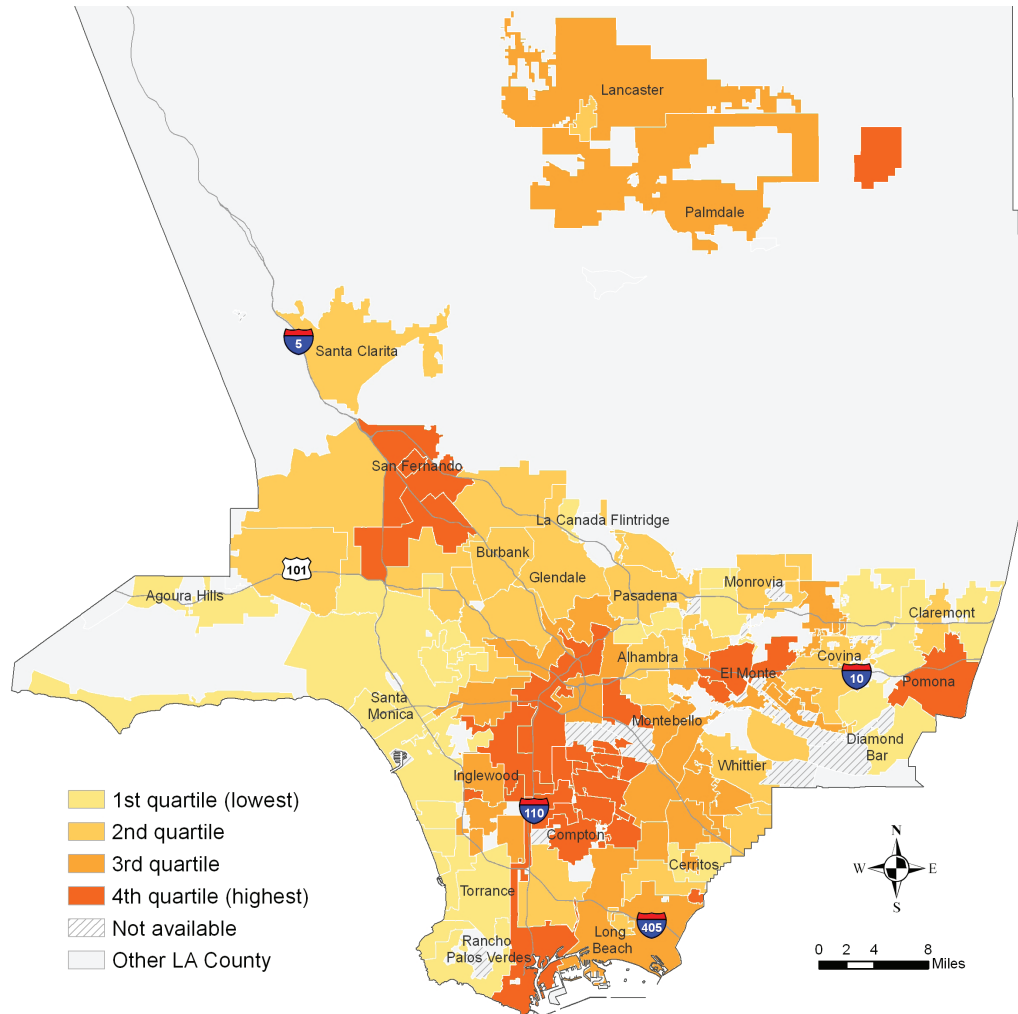 Lancaster
Palmdale
5
Santa Clarita
San Fernando
La Canada Flintridge
Burbank
101
Glendale
Agoura Hills
Pasadena
Monrovia
Claremont
Alhambra
Covina
El Monte
10
Pomona
Santa
Monica
Montebello
Diamond
Bar
Whittier
Inglewood
110
Compton
Cerritos
Torrance
405
Long
Beach
Rancho
Palos Verdes
1st quartile (lowest)
2nd quartile
3rd quartile
4th quartile (highest)
Not available
Other LA County
N
W
E
S
0 2 4 8
Miles